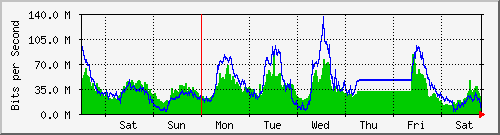 140.0 M
105.0 M
70.0 M
35.0 M
0.0 M
Bits per Second
Sat Sun Mon Tue Wed Thu Fri Sat